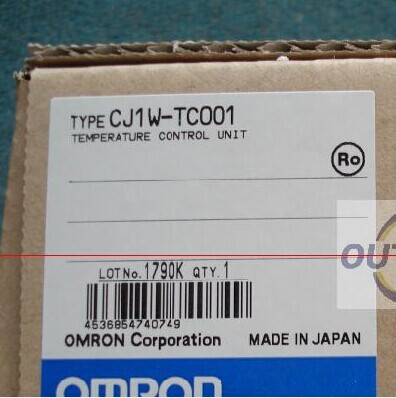 TYPE CJ1W-TC001
TEMPERATURE CONTROL UNIT
Ro
LOT No. 1790K QTY. 1
4536854740749
OMRON Corporation MADE IN JAPAN
OMRON
OUT